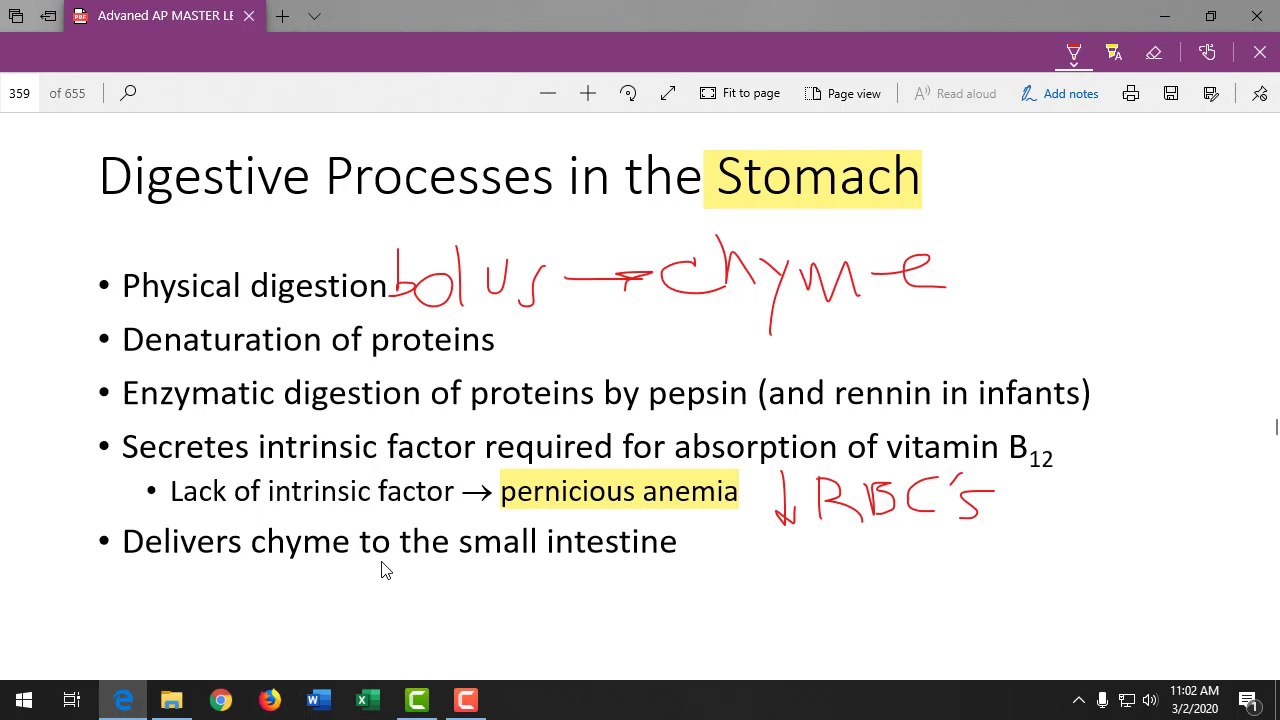 Advaned AP MASTER LE
359 of 655 Fit to page Page view Read aloud Add notes
Digestive Processes in the Stomach
• Physical digestion bolus → chyme
• Denaturation of proteins
• Enzymatic digestion of proteins by pepsin (and rennin in infants)
• Secretes intrinsic factor required for absorption of vitamin B12
• Lack of intrinsic factor → pernicious anemia ↓ RBC's
• Delivers chyme to the small intestine
11:02 AM
3/2/2020
1